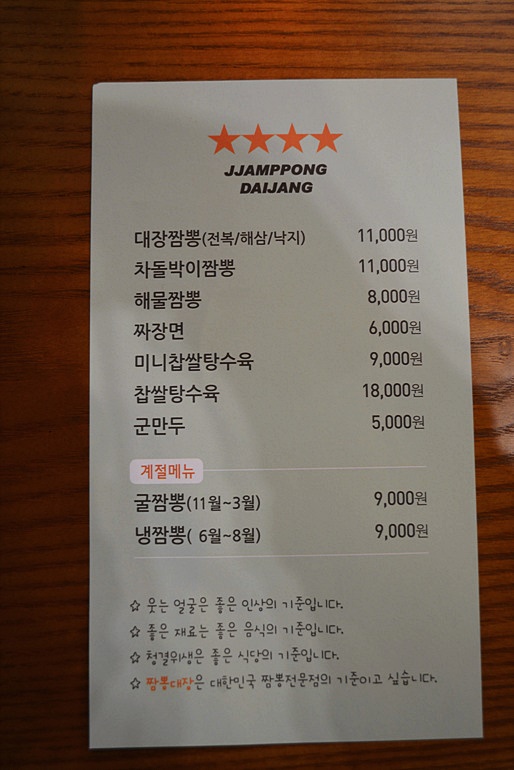 ★★★★
JJAMPPONG
DAIJANG
대장짬뽕(전복/해삼/낙지) 11,000원
차돌박이짬뽕 11,000원
해물짬뽕 8,000원
짜장면 6,000원
미니찹쌀탕수육 9,000원
찹쌀탕수육 18,000원
군만두 5,000원
계절메뉴
굴짬뽕(11월~3월) 9,000원
냉짬뽕( 6월~8월) 9,000원
☆ 웃는 얼굴은 좋은 인상의 기준입니다.
☆ 좋은 재료는 좋은 음식의 기준입니다.
☆ 청결위생은 좋은 식당의 기준입니다.
☆ 짬뽕대장은 대한민국 짬뽕전문점의 기준이고 싶습니다.